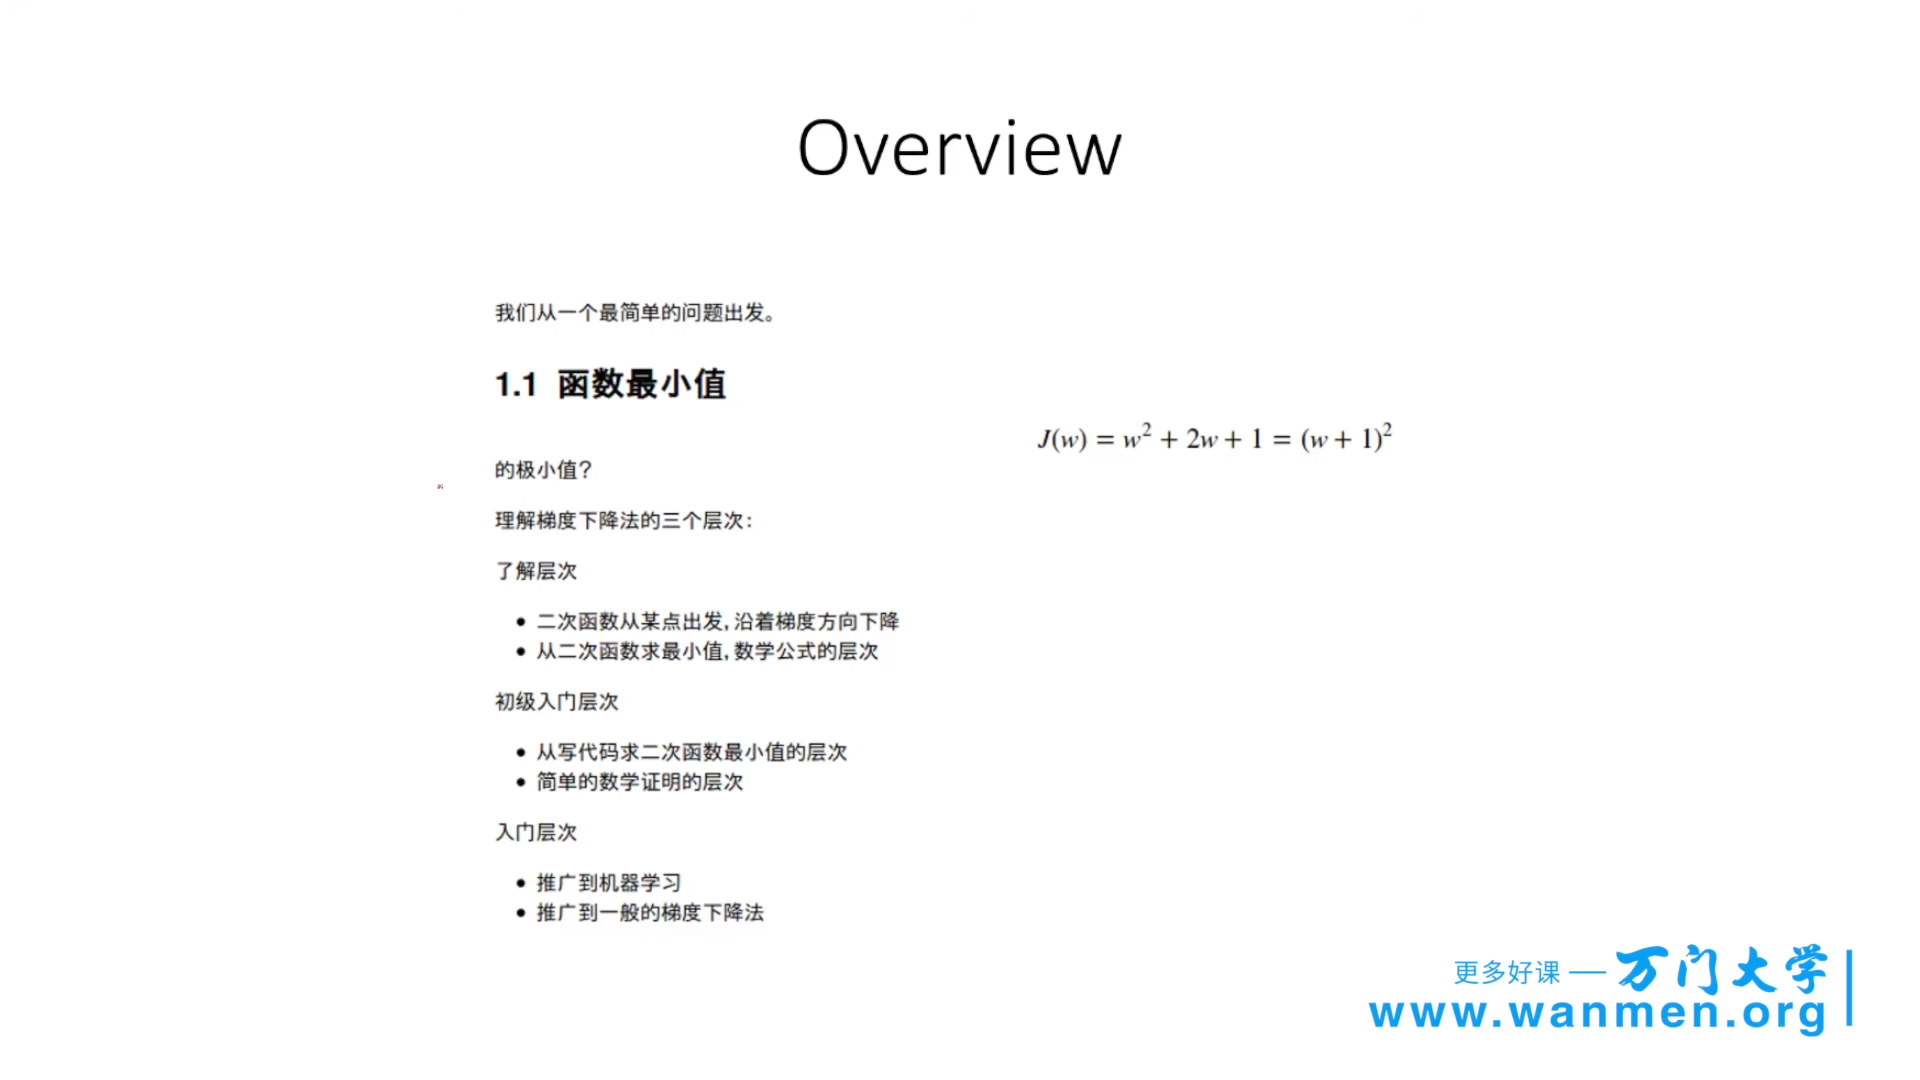 Overview
我们从一个最简单的问题出发。
1.1 函数最小值
J(w) = w² + 2w + 1 = (w + 1)²
的极小值？
理解梯度下降法的三个层次：
了解层次
• 二次函数从某点出发, 沿着梯度方向下降
• 从二次函数求最小值, 数学公式的层次
初级入门层次
• 从写代码求二次函数最小值的层次
• 简单的数学证明的层次
入门层次
• 推广到机器学习
• 推广到一般的梯度下降法
更多好课 — 万门大学
www.wanmen.org